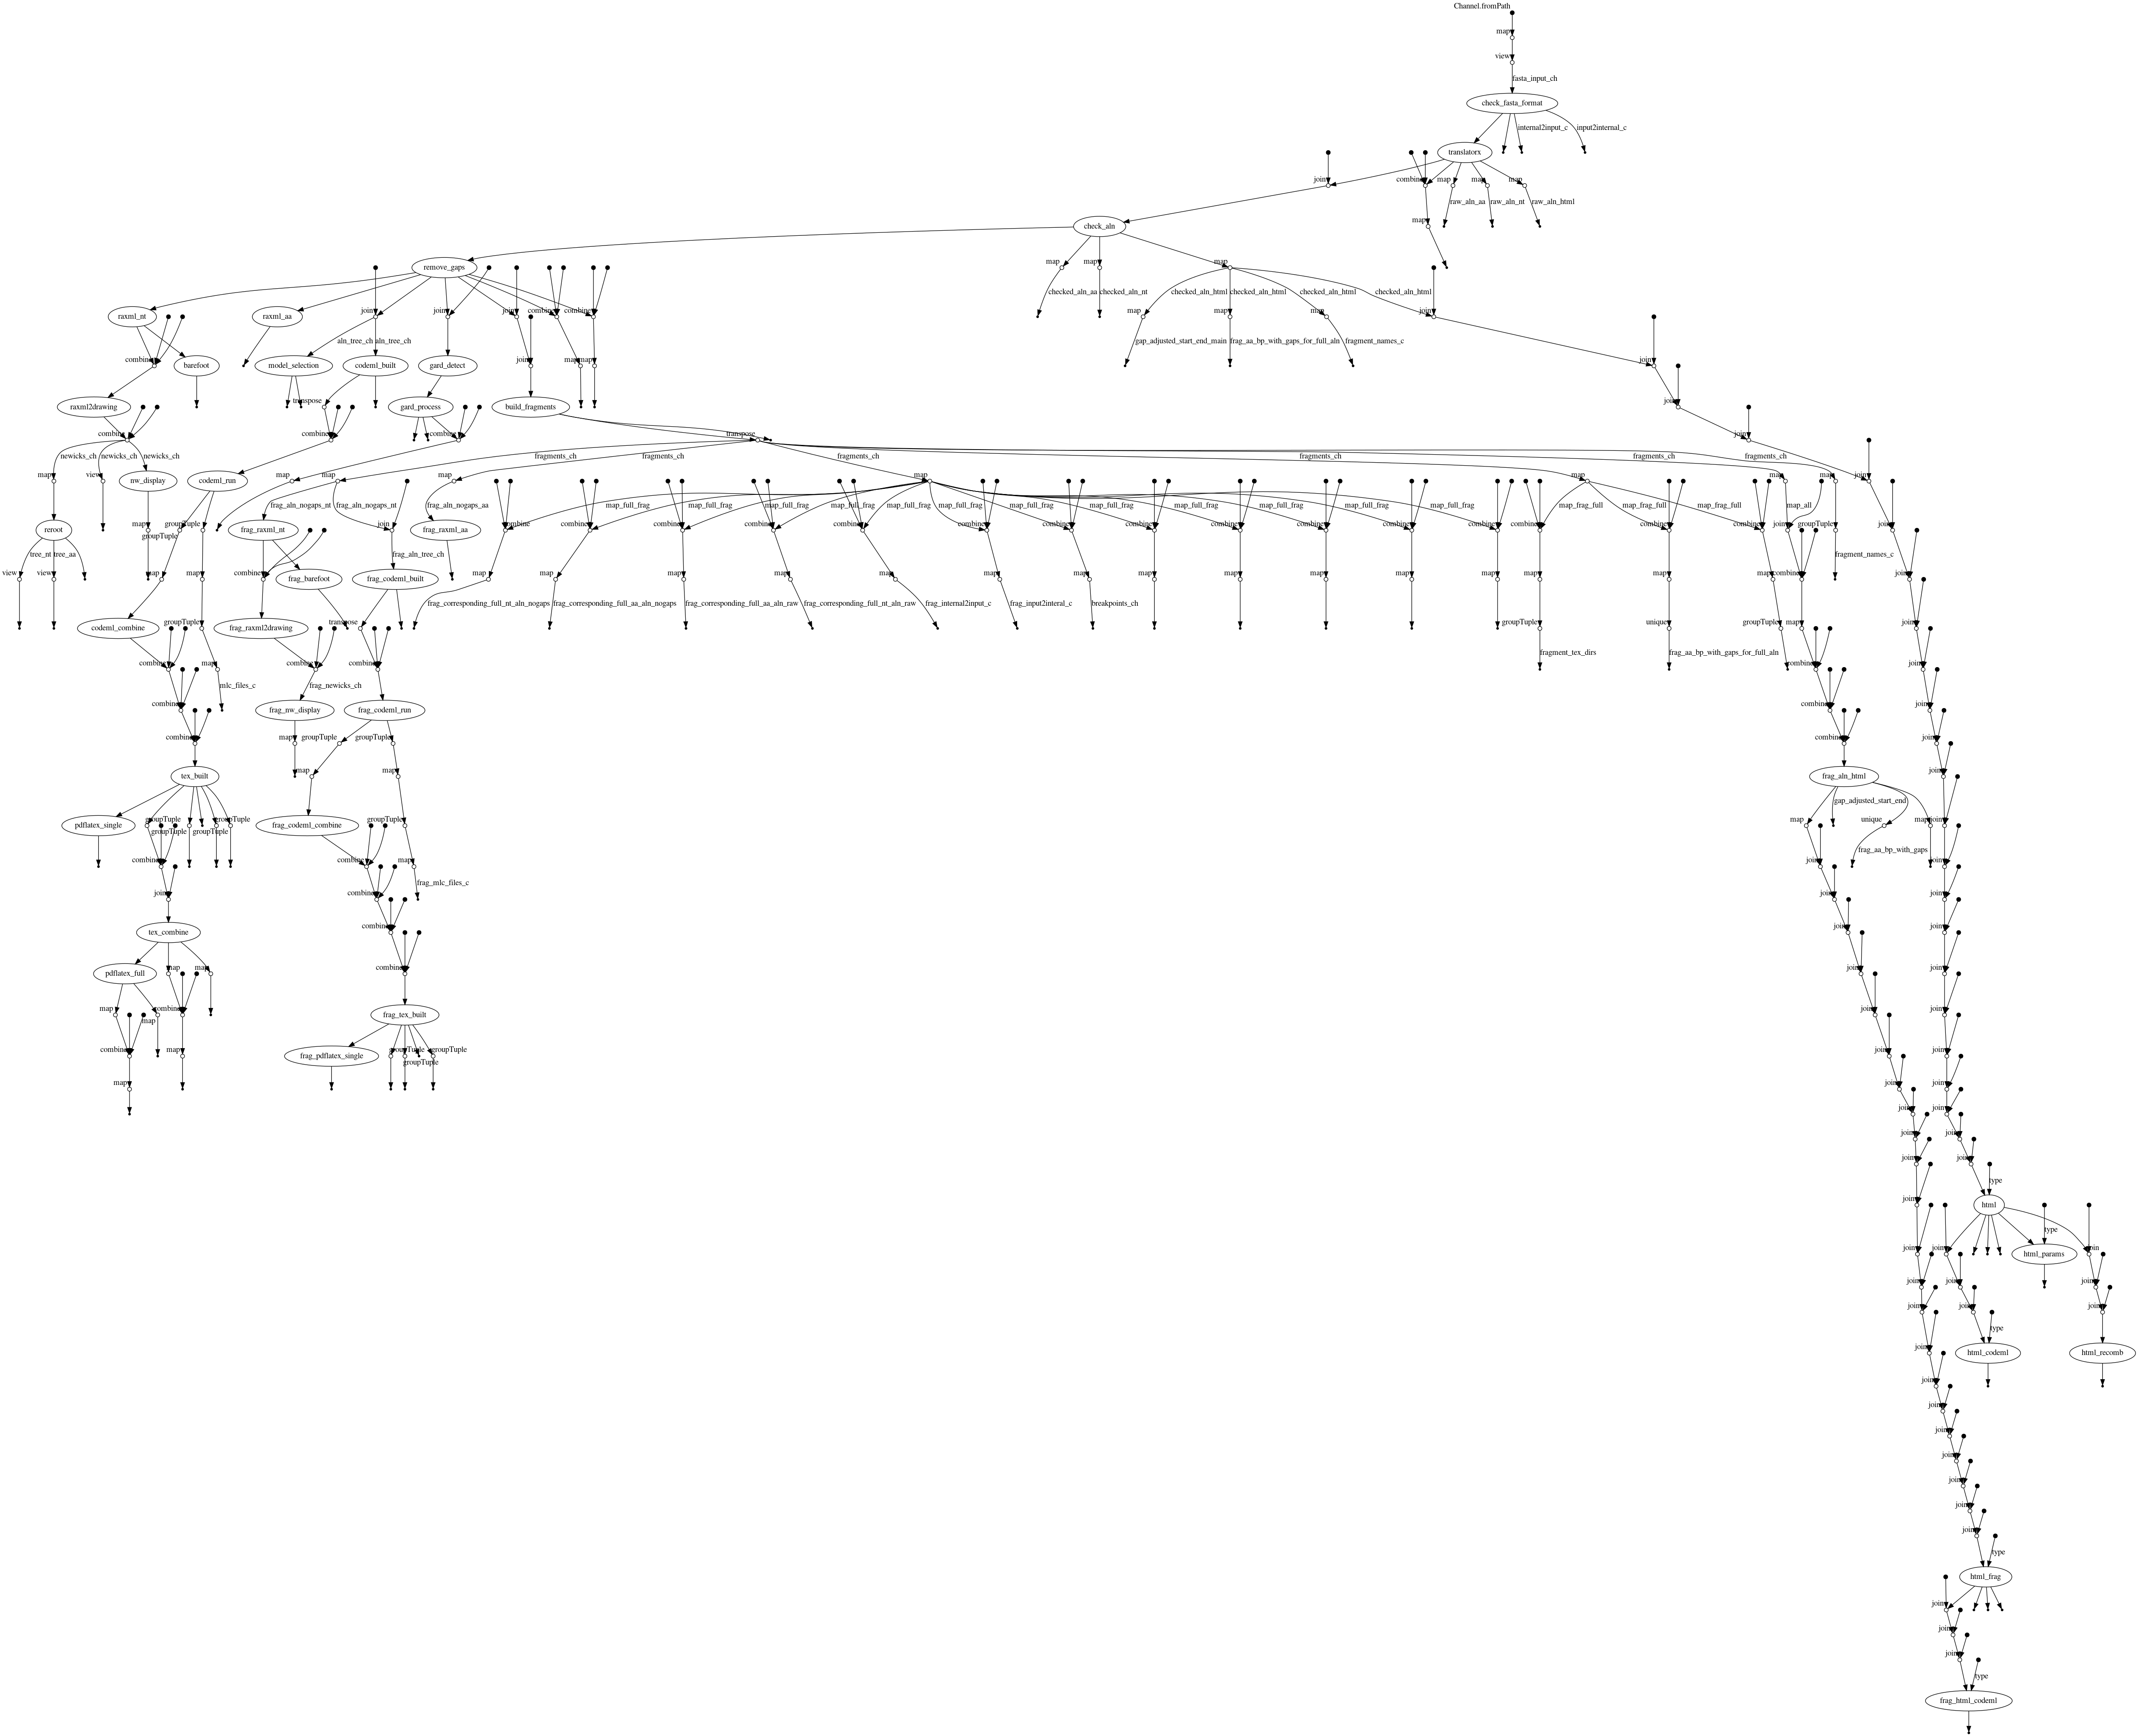 Channel.fromPath
map
view
fasta_input_ch
check_fasta_format
internal2input_c input2internal_c
translatorx
join combine map map map
raw_aln_aa raw_aln_nt raw_aln_html
check_aln map
remove_gaps map map map
checked_aln_aa checked_aln_nt checked_aln_html checked_aln_html checked_aln_html checked_aln_html
raxml_nt raxml_aa join join join combine combine map map map join
aln_tree_ch aln_tree_ch
combine barefoot model_selection codeml_built gard_detect join map map gap_adjusted_start_end_main frag_aa_bp_with_gaps_for_full_aln fragment_names_c join
raxml2drawing transpose gard_process build_fragments join
combine combine combine transpose join
newicks_ch newicks_ch newicks_ch fragments_ch fragments_ch fragments_ch fragments_ch fragments_ch fragments_ch
map view nw_display codeml_run map map map map map map map join
frag_aln_nogaps_nt frag_aln_nogaps_nt frag_aln_nogaps_aa map_full_frag map_full_frag map_full_frag map_full_frag map_full_frag map_full_frag map_full_frag map_full_frag map_full_frag map_full_frag map_full_frag map_full_frag map_frag_full map_frag_full map_frag_full map_all
reroot map groupTuple frag_raxml_nt join frag_raxml_aa combine combine combine combine combine combine combine combine combine combine combine combine combine combine combine join groupTuple join
groupTuple
tree_nt tree_aa frag_aln_tree_ch fragment_names_c
view view map map combine frag_barefoot frag_codeml_built map map map map map map map map map map map map map map map combine join
frag_corresponding_full_nt_aln_nogaps frag_corresponding_full_aa_aln_nogaps frag_corresponding_full_aa_aln_raw frag_corresponding_full_nt_aln_raw frag_internal2input_c frag_input2interal_c breakpoints_ch
codeml_combine groupTuple frag_raxml2drawing transpose groupTuple unique groupTuple map join
fragment_tex_dirs frag_aa_bp_with_gaps_for_full_aln
combine map combine combine combine join
mlc_files_c frag_newicks_ch
combine frag_nw_display frag_codeml_run combine join
combine map groupTuple groupTuple combine join
tex_built map map frag_aln_html join
gap_adjusted_start_end
pdflatex_single groupTuple groupTuple frag_codeml_combine groupTuple map unique map join
groupTuple groupTuple
frag_aa_bp_with_gaps
combine combine map join join
frag_mlc_files_c
join combine join join
tex_combine combine join join
pdflatex_full map map combine join join
map map combine frag_tex_built join join
combine map frag_pdflatex_single groupTuple groupTuple join join
groupTuple
map join join
join join
join join
join join
type
join html
type
join join html_params join
join join join
join join join
type
join html_codeml html_recomb
join
join
join
join
join
join
join
type
html_frag
join
join
join
type
frag_html_codeml